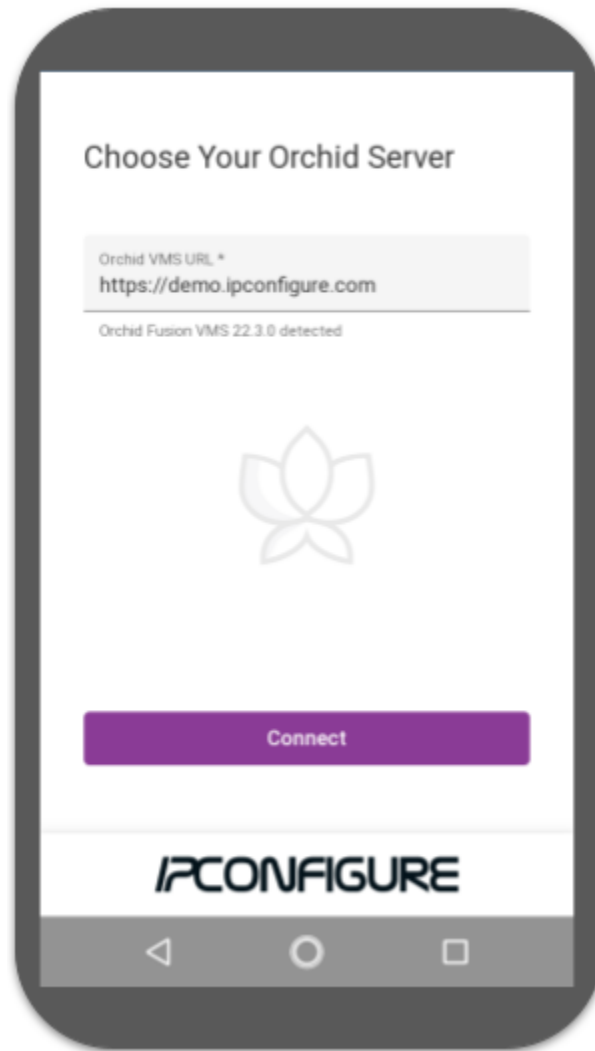 Choose Your Orchid Server
Orchid VMS URL *
https://demo.ipconfigure.com
Orchid Fusion VMS 22.3.0 detected
Connect
IPCONFIGURE